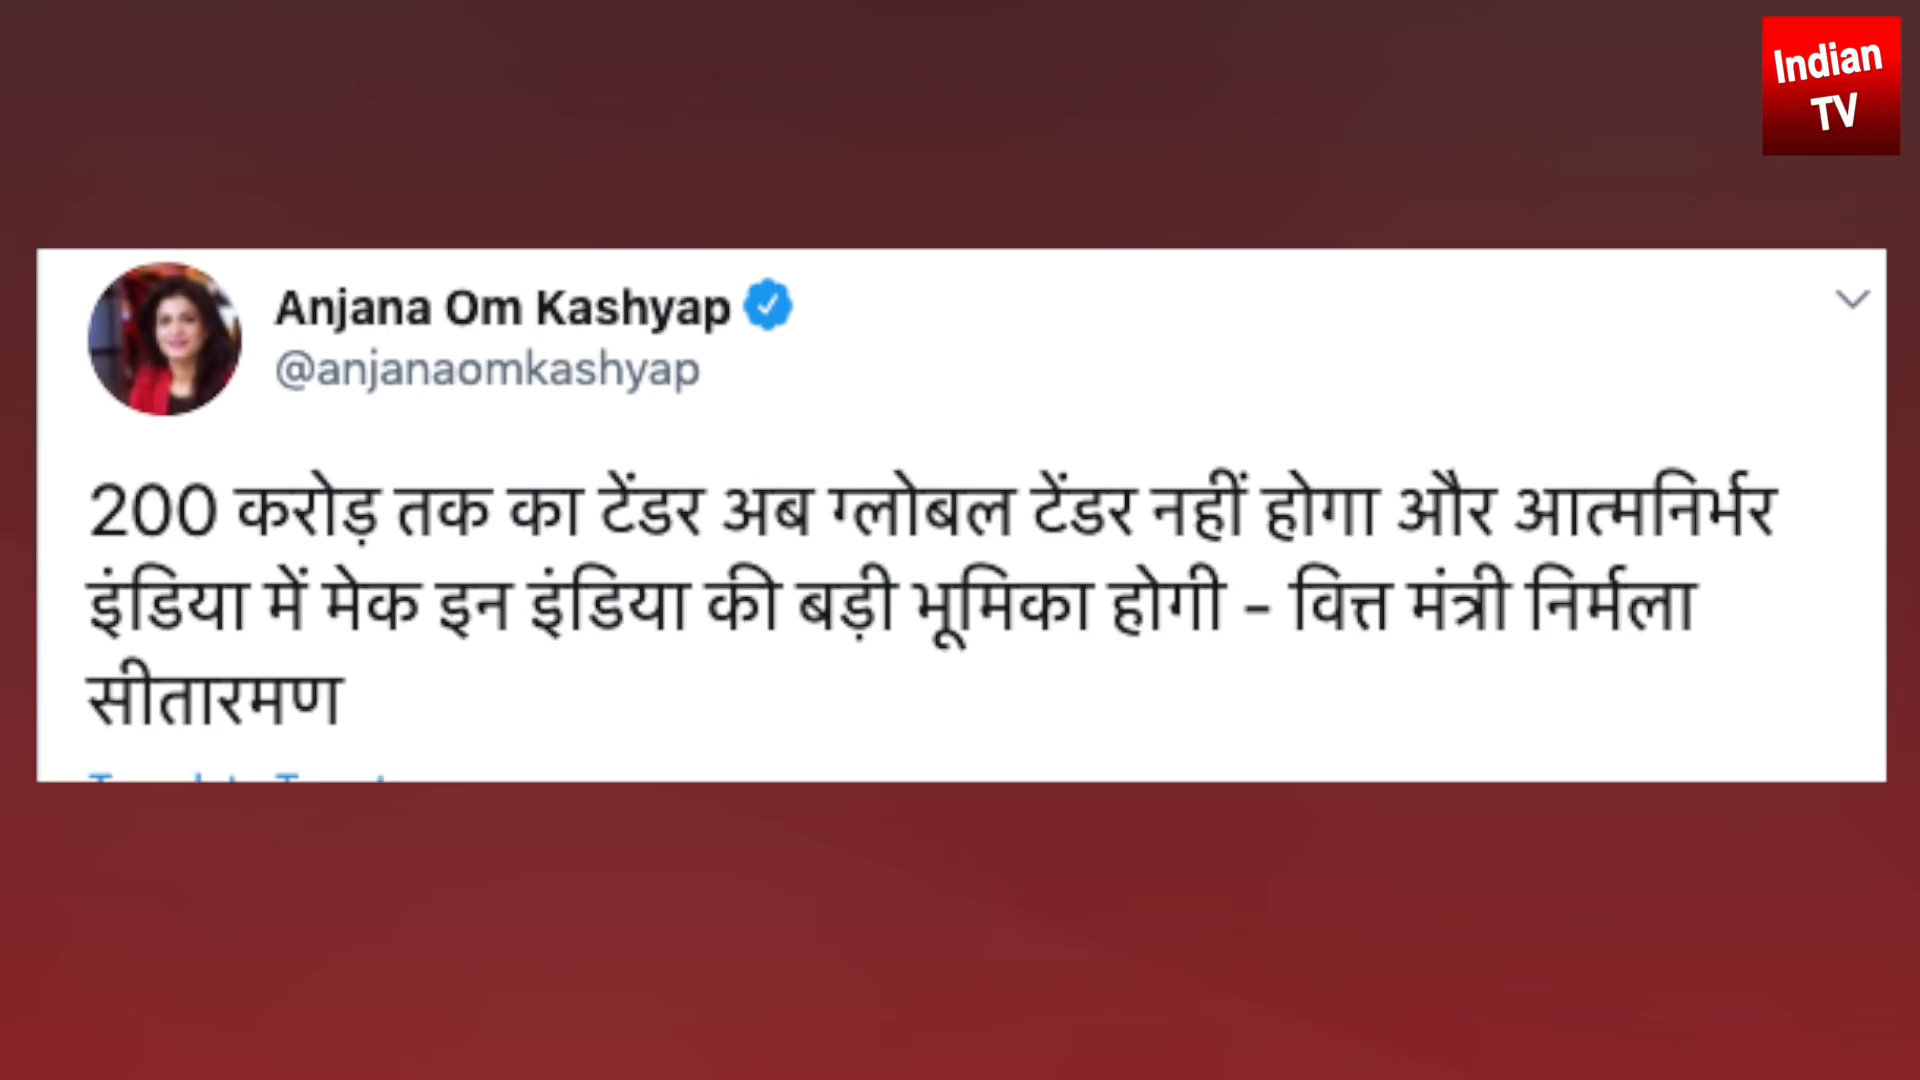 Indian
TV
Anjana Om Kashyap
@anjanaomkashyap
200 करोड़ तक का टेंडर अब ग्लोबल टेंडर नहीं होगा और आत्मनिर्भर
इंडिया में मेक इन इंडिया की बड़ी भूमिका होगी - वित्त मंत्री निर्मला
सीतारमण